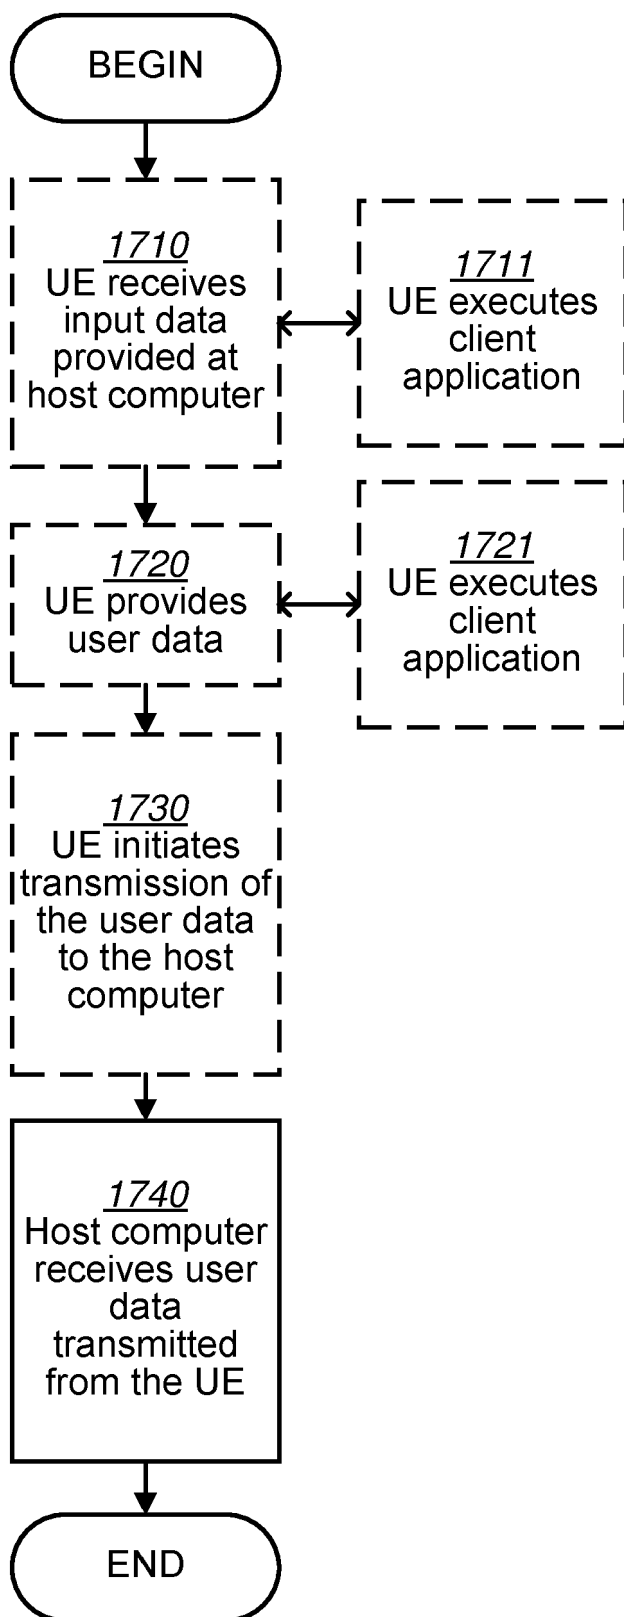 BEGIN
1710
UE receives
input data
provided at
host computer
1711
UE executes
client
application
1720
UE provides
user data
1721
UE executes
client
application
1730
UE initiates
transmission of
the user data
to the host
computer
1740
Host computer
receives user
data
transmitted
from the UE
END